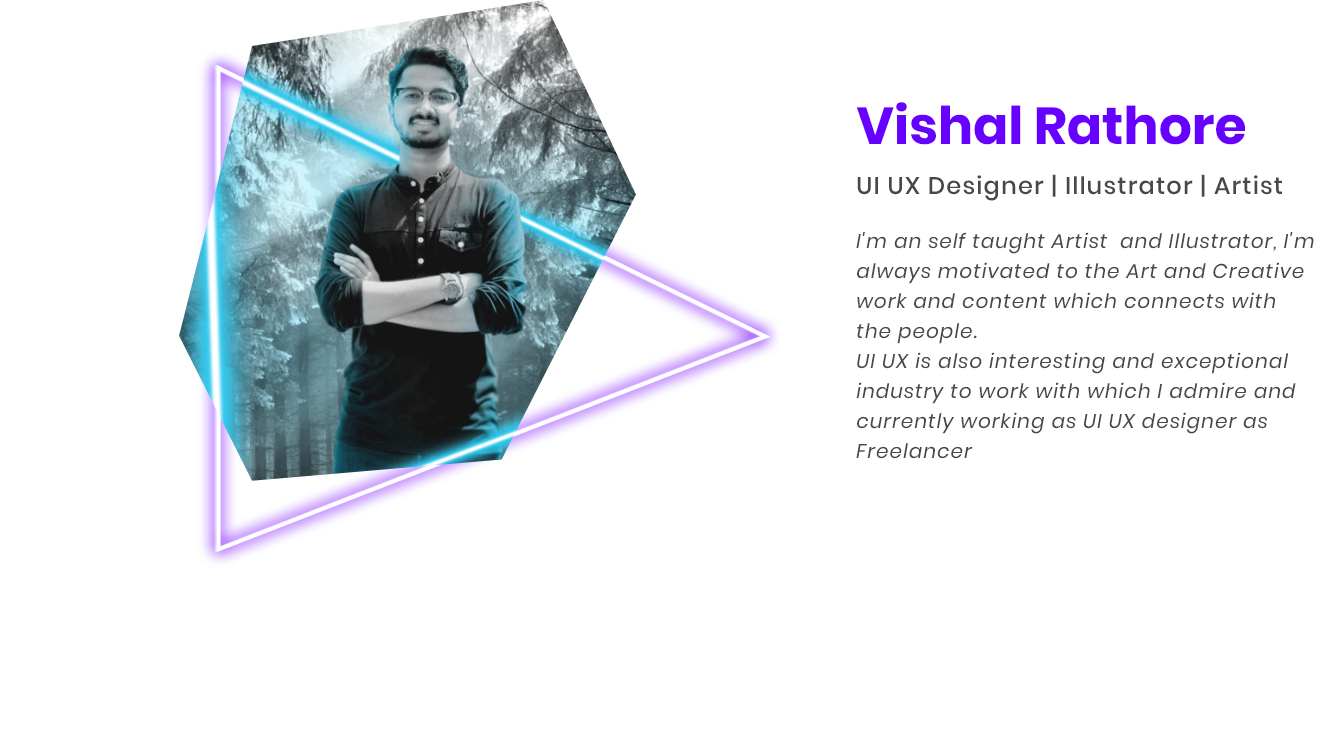 Vishal Rathore
UI UX Designer | Illustrator | Artist
I'm an self taught Artist  and Illustrator, I'm
always motivated to the Art and Creative
work and content which connects with
the people.
UI UX is also interesting and exceptional
industry to work with which I admire and
currently working as UI UX designer as
Freelancer